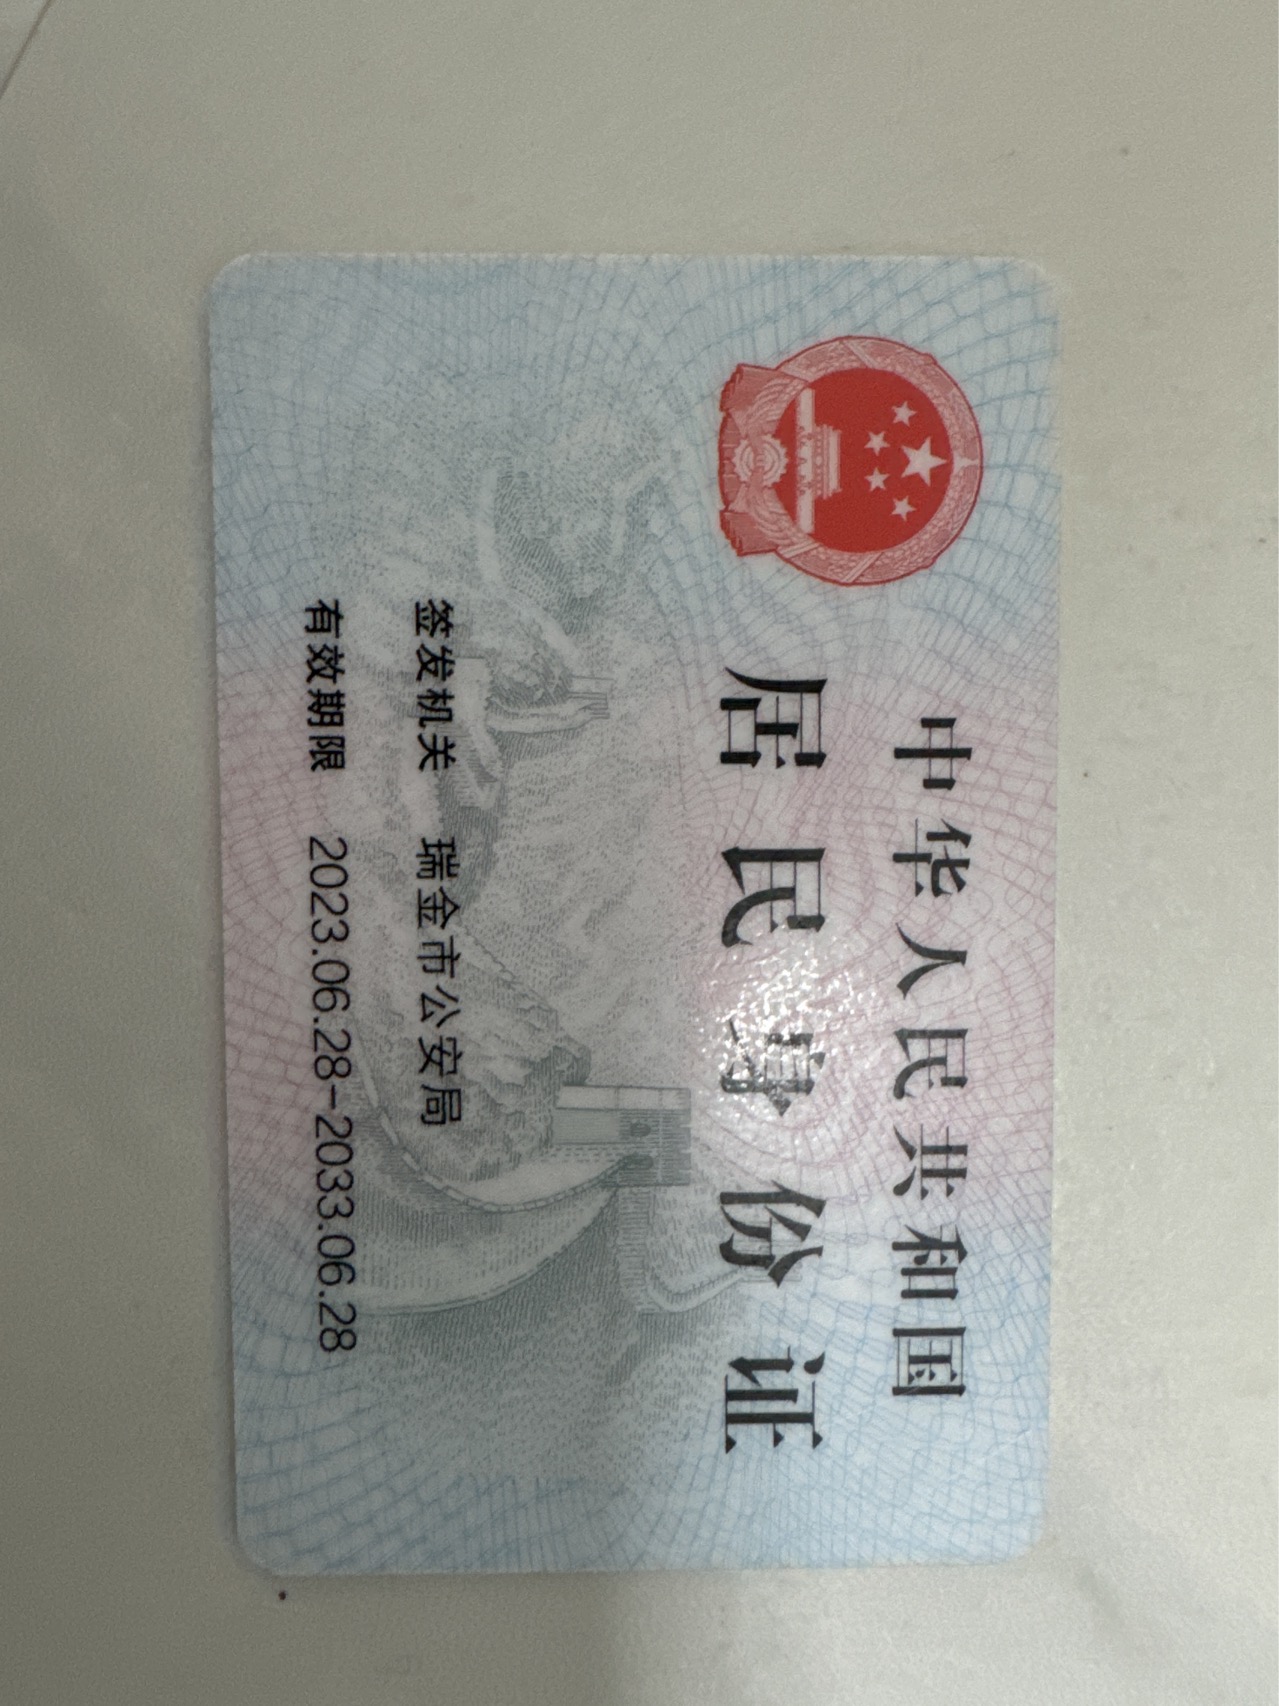 中华人民共和国
居民身份证
签发机关 瑞金市公安局
有效期限 2023.06.28-2033.06.28